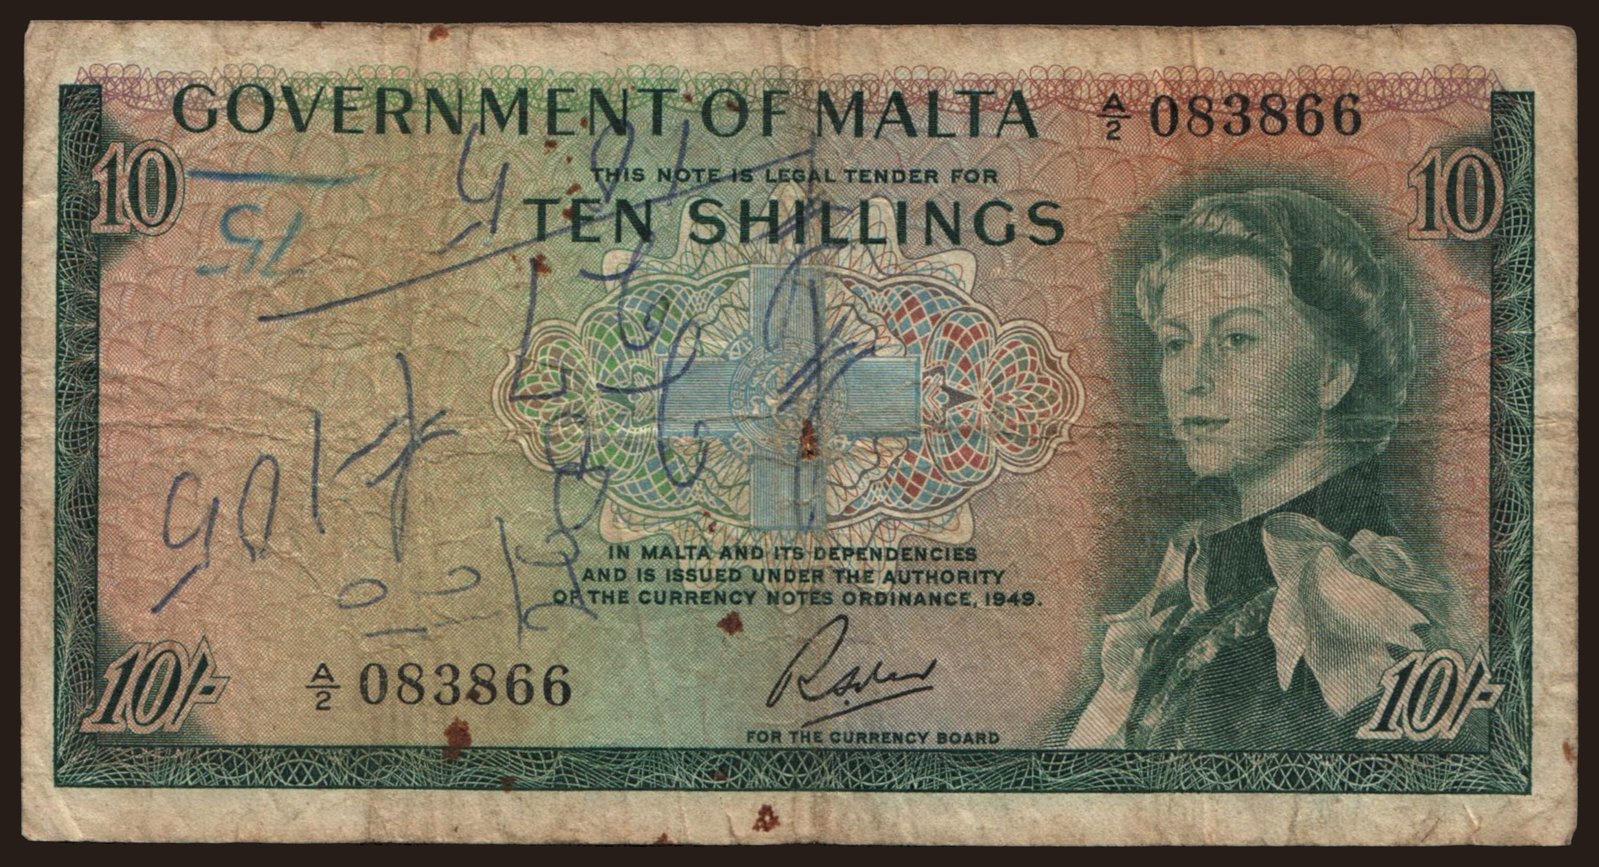 GOVERNMENT OF MALTA A/2 083866
10 THIS NOTE IS LEGAL TENDER FOR 10
TEN SHILLINGS
IN MALTA AND ITS DEPENDENCIES
AND IS ISSUED UNDER THE AUTHORITY
OF THE CURRENCY NOTES ORDINANCE, 1949.
10/- A/2 083866 10/-
FOR THE CURRENCY BOARD